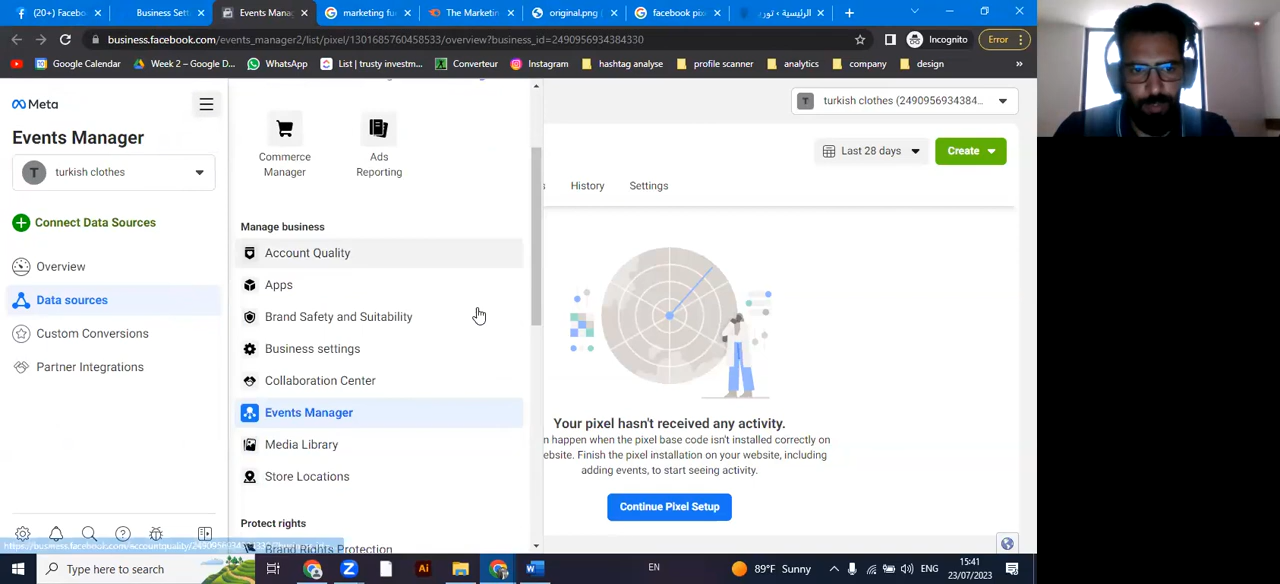 (20+) Facebo
Business Sett
Events Mana
marketing fu
The Marketin
original.png (
facebook pix
الرئيسية › تور
business.facebook.com/events_manager2/list/pixel/1301685760458533/overview?business_id=2490956934384330
Incognito
Error
Google Calendar
Week 2 – Google D...
WhatsApp
List | trusty investm...
Converteur
Instagram
hashtag analyse
profile scanner
analytics
company
design
»
Meta
Events Manager
T turkish clothes
Connect Data Sources
Overview
Data sources
Custom Conversions
Partner Integrations
Commerce
Manager
Ads
Reporting
Manage business
Account Quality
Apps
Brand Safety and Suitability
Business settings
Collaboration Center
Events Manager
Media Library
Store Locations
Protect rights
Brand Rights Protection
T turkish clothes (2490956934384...
Last 28 days
Create
History
Settings
Your pixel hasn't received any activity.
n happen when the pixel base code isn't installed correctly on
ebsite. Finish the pixel installation on your website, including
adding events, to start seeing activity.
Continue Pixel Setup
Type here to search
EN
89°F Sunny
ENG
15:41
23/07/2023